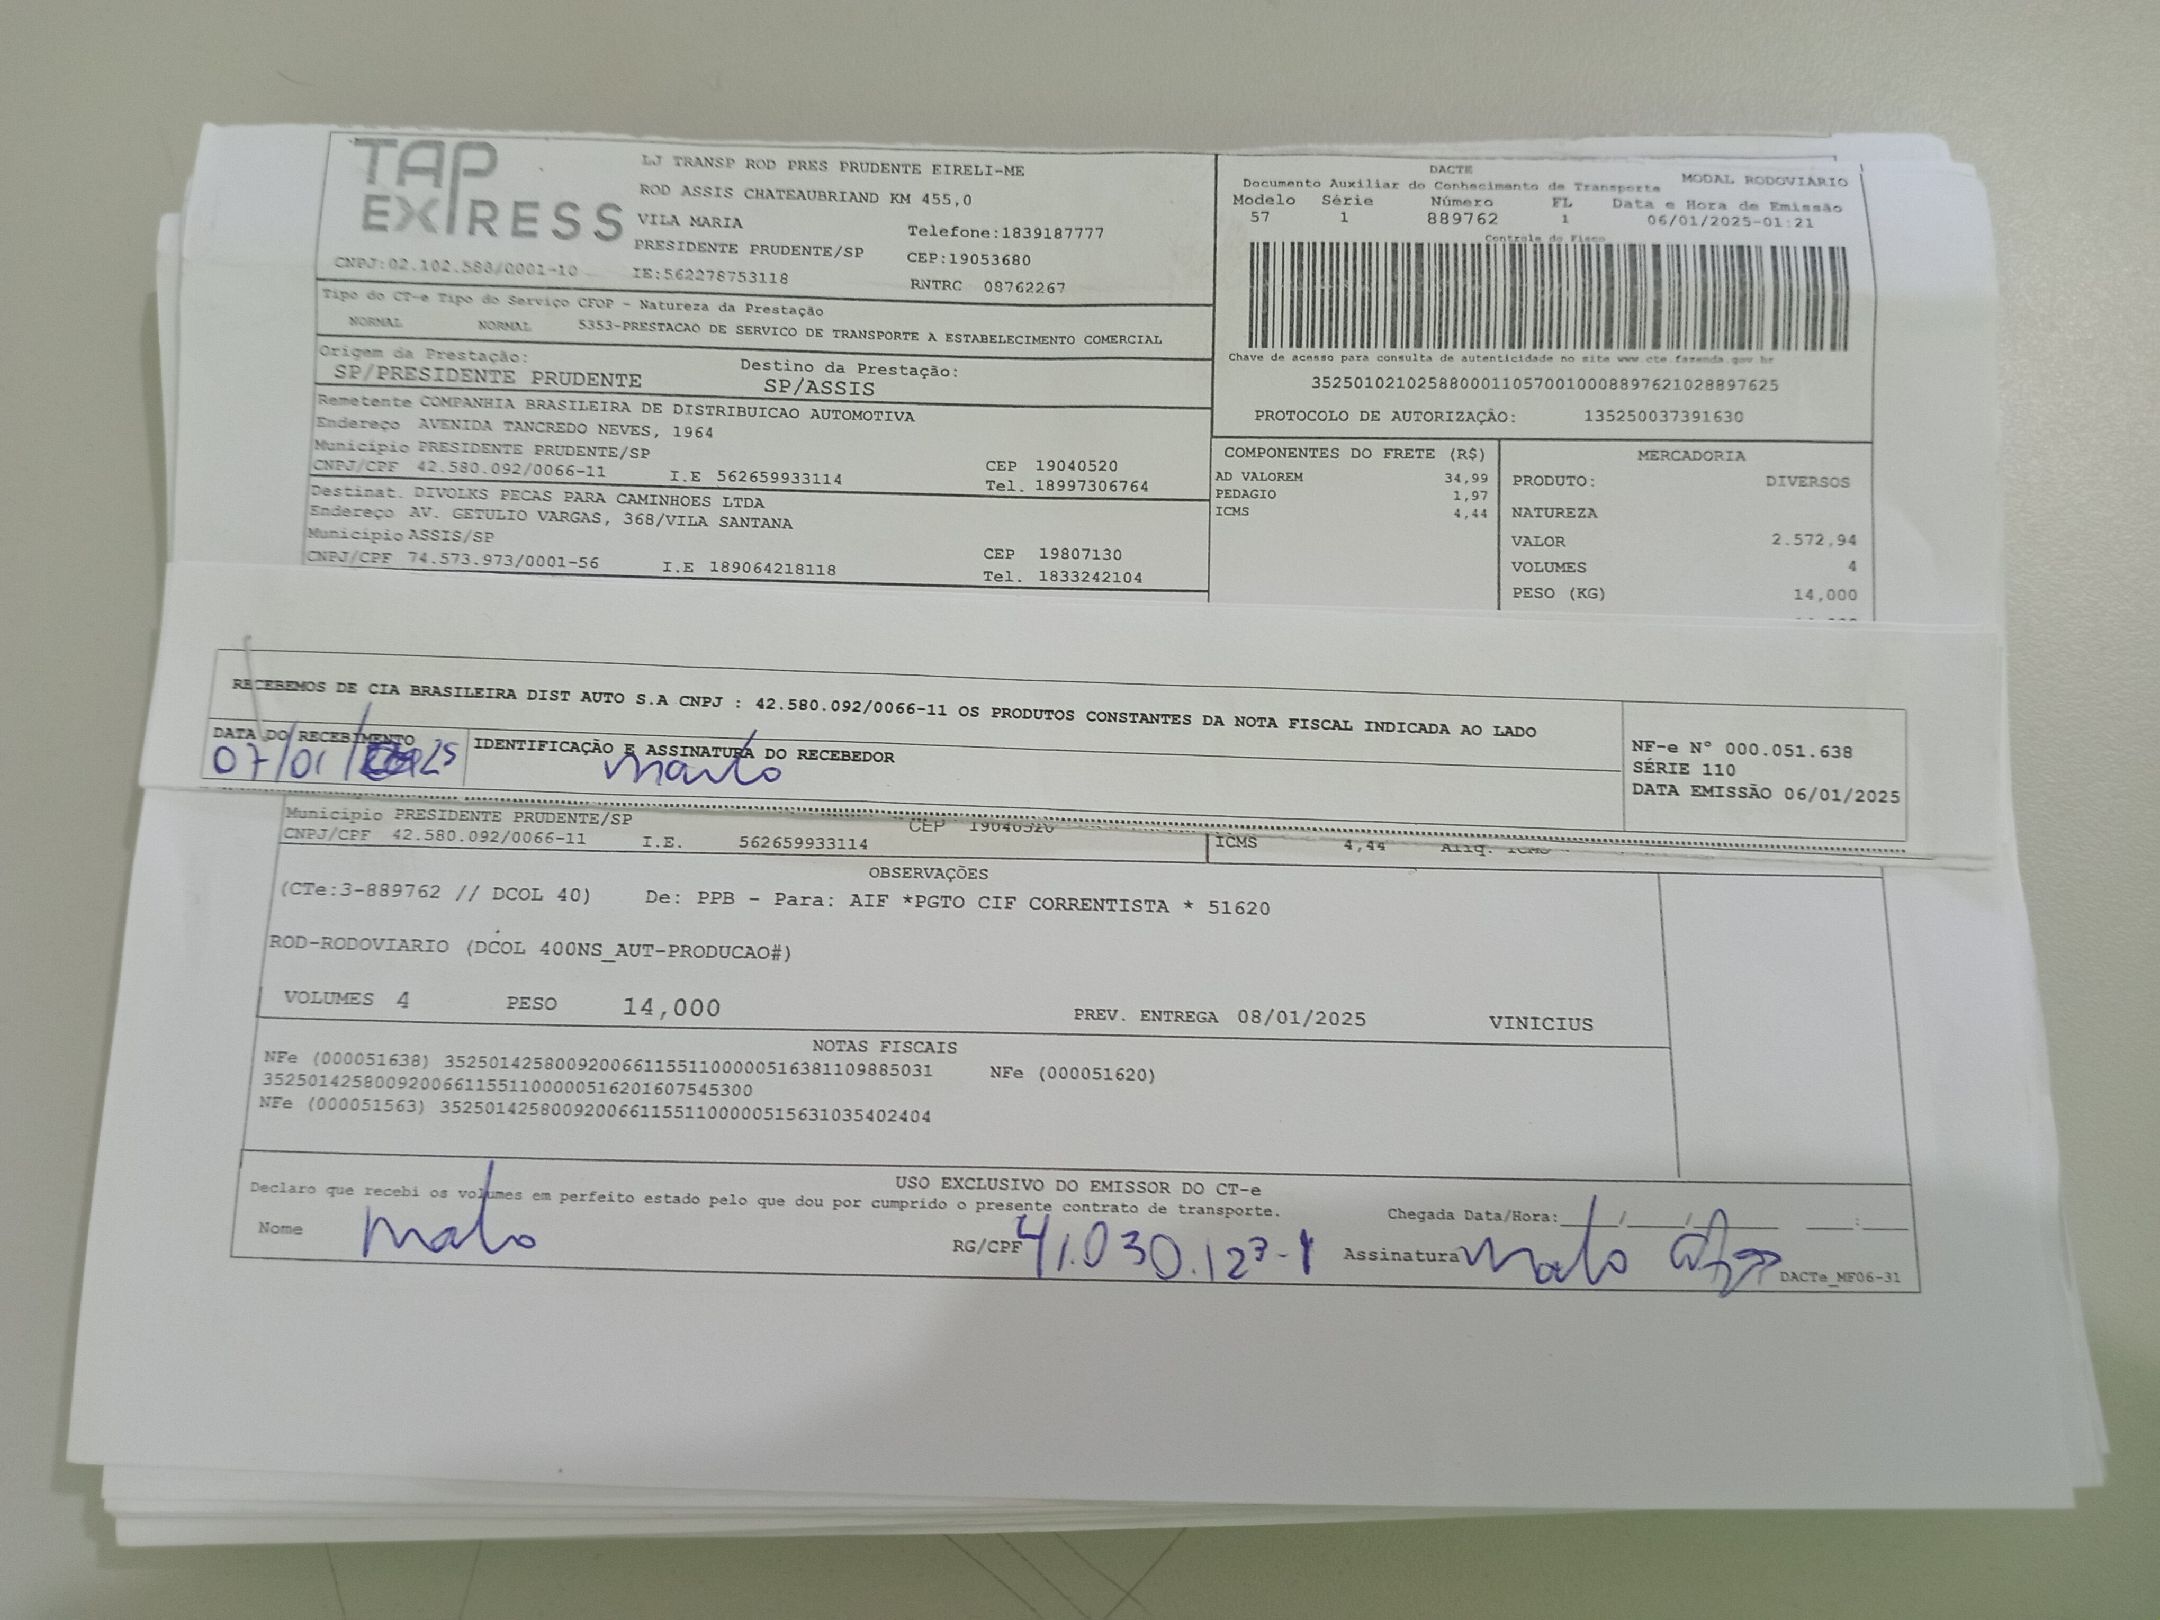 TAP EXPRESS
LJ TRANSP ROD PRES PRUDENTE EIRELI-ME
ROD ASSIS CHATEAUBRIAND KM 455,0
VILA MARIA
Telefone:1839187777
PRESIDENTE PRUDENTE/SP
CEP:19053680
CNPJ:02.102.588/0001-10
IE:562278753118
RNTRC 08762267
Tipo do CT-e Tipo do Serviço CFOP - Natureza da Prestação
NORMAL NORMAL 5353-PRESTACAO DE SERVICO DE TRANSPORTE A ESTABELECIMENTO COMERCIAL
Origem da Prestação: Destino da Prestação:
SP/PRESIDENTE PRUDENTE SP/ASSIS
Remetente COMPANHIA BRASILEIRA DE DISTRIBUICAO AUTOMOTIVA
Endereço AVENIDA TANCREDO NEVES, 1964
Município PRESIDENTE PRUDENTE/SP CEP 19040520
CNPJ/CPF 42.580.092/0066-11 I.E 562659933114 Tel. 18997306764
Destinat. DIVOLKS PECAS PARA CAMINHOES LTDA
Endereço AV. GETULIO VARGAS, 368/VILA SANTANA
Município ASSIS/SP CEP 19807130
CNPJ/CPF 74.573.973/0001-56 I.E 189064218118 Tel. 1833242104
DACTE
Documento Auxiliar do Conhecimento de Transporte MODAL RODOVIARIO
Modelo Série Número FL Data e Hora de Emissão
57 1 889762 1 06/01/2025-01:21
Controle do Fisco
Chave de acesso para consulta de autenticidade no site www.cte.fazenda.gov.br
35250102102588000110570010008897621028897625
PROTOCOLO DE AUTORIZAÇÃO: 135250037391630
COMPONENTES DO FRETE (R$)
AD VALOREM 34,99
PEDAGIO 1,97
ICMS 4,44
MERCADORIA
PRODUTO: DIVERSOS
NATUREZA
VALOR 2.572,94
VOLUMES 4
PESO (KG) 14,000
RECEBEMOS DE CIA BRASILEIRA DIST AUTO S.A CNPJ : 42.580.092/0066-11 OS PRODUTOS CONSTANTES DA NOTA FISCAL INDICADA AO LADO
DATA DO RECEBIMENTO IDENTIFICAÇÃO E ASSINATURA DO RECEBEDOR
07/01/ 25
NF-e N° 000.051.638
SÉRIE 110
DATA EMISSÃO 06/01/2025
Município PRESIDENTE PRUDENTE/SP CEP 19040520
CNPJ/CPF 42.580.092/0066-11 I.E. 562659933114
ICMS 4,44 Aliq. ICMS
OBSERVAÇÕES
(CTe:3-889762 // DCOL 40) De: PPB - Para: AIF *PGTO CIF CORRENTISTA * 51620
ROD-RODOVIARIO (DCOL 400NS_AUT-PRODUCAO#)
VOLUMES 4 PESO 14,000 PREV. ENTREGA 08/01/2025 VINICIUS
NOTAS FISCAIS
NFe (000051638) 35250142580092006611551100000516381109885031 NFe (000051620)
35250142580092006611551100000516201607545300
NFe (000051563) 35250142580092006611551100000515631035402404
USO EXCLUSIVO DO EMISSOR DO CT-e
Declaro que recebi os volumes em perfeito estado pelo que dou por cumprido o presente contrato de transporte.
Chegada Data/Hora:____/____/______ ____:____
Nome RG/CPF 41.030.123-1 Assinatura
DACTe_MF06-31